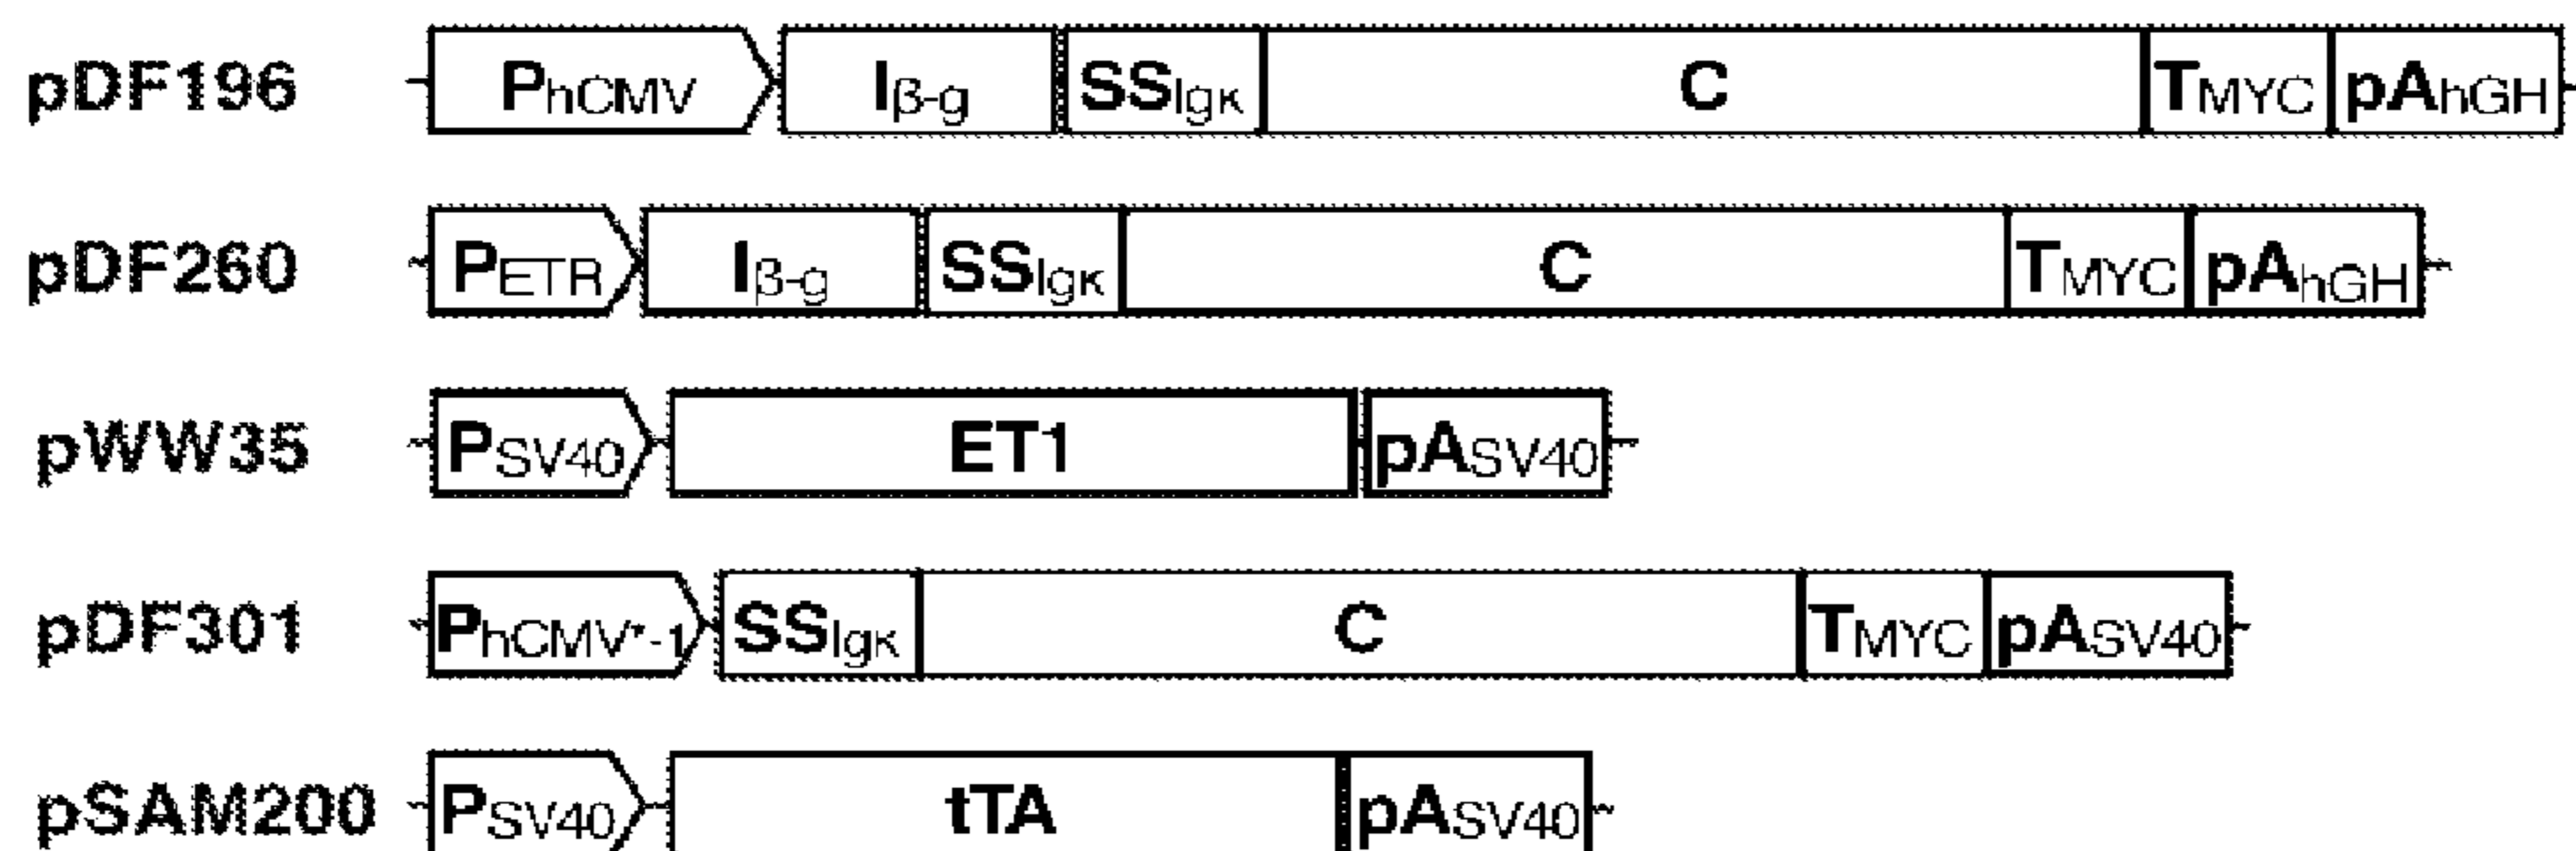 pDF196 PhCMV Iβ-g SSIgκ C TMYC pAhGH
pDF260 PETR Iβ-g SSIgκ C TMYC pAhGH
pWW35 PSV40 ET1 pASV40
pDF301 PhCMV*-1 SSIgκ C TMYC pASV40
pSAM200 PSV40 tTA pASV40